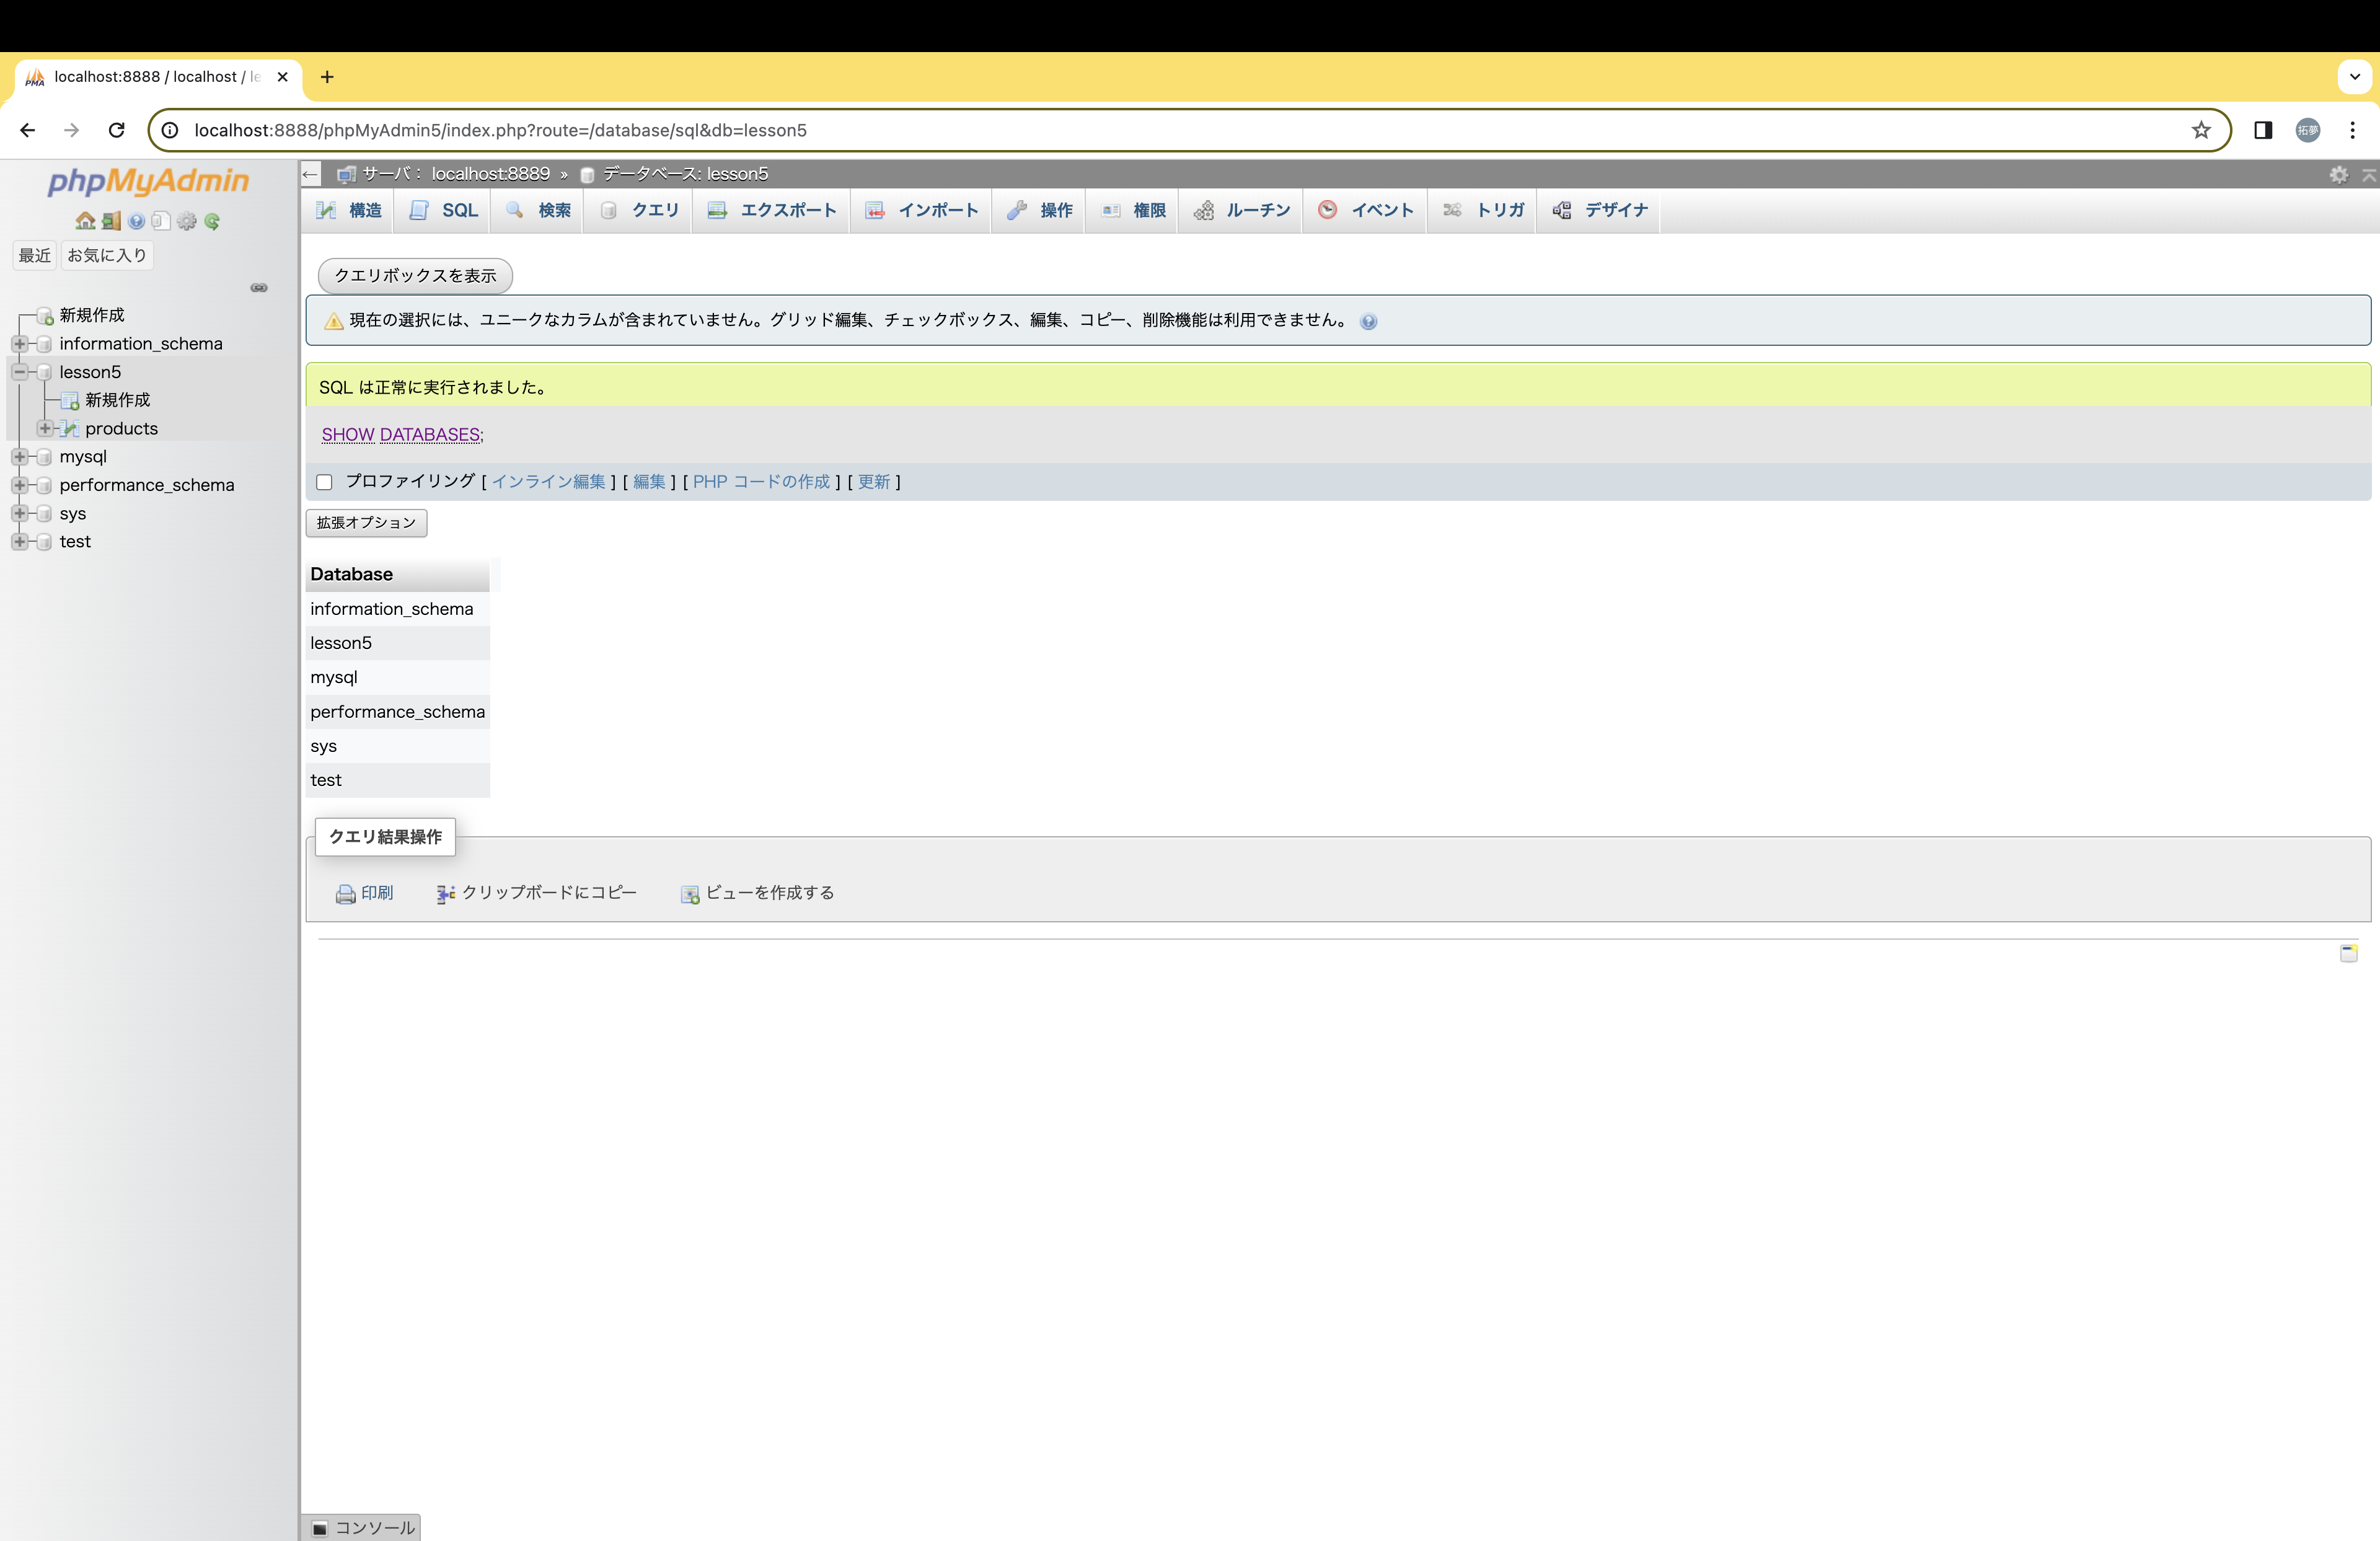 localhost:8888 / localhost / le
localhost:8888/phpMyAdmin5/index.php?route=/database/sql&db=lesson5
拓夢
phpMyAdmin
最近 お気に入り
新規作成
information_schema
lesson5
新規作成
products
mysql
performance_schema
sys
test
サーバ： localhost:8889 » データベース: lesson5
構造 SQL 検索 クエリ エクスポート インポート 操作 権限 ルーチン イベント トリガ デザイナ
クエリボックスを表示
現在の選択には、ユニークなカラムが含まれていません。グリッド編集、チェックボックス、編集、コピー、削除機能は利用できません。
SQL は正常に実行されました。
SHOW DATABASES;
プロファイリング [ インライン編集 ] [ 編集 ] [ PHP コードの作成 ] [ 更新 ]
拡張オプション
Database
information_schema
lesson5
mysql
performance_schema
sys
test
クエリ結果操作
印刷 クリップボードにコピー ビューを作成する
コンソール